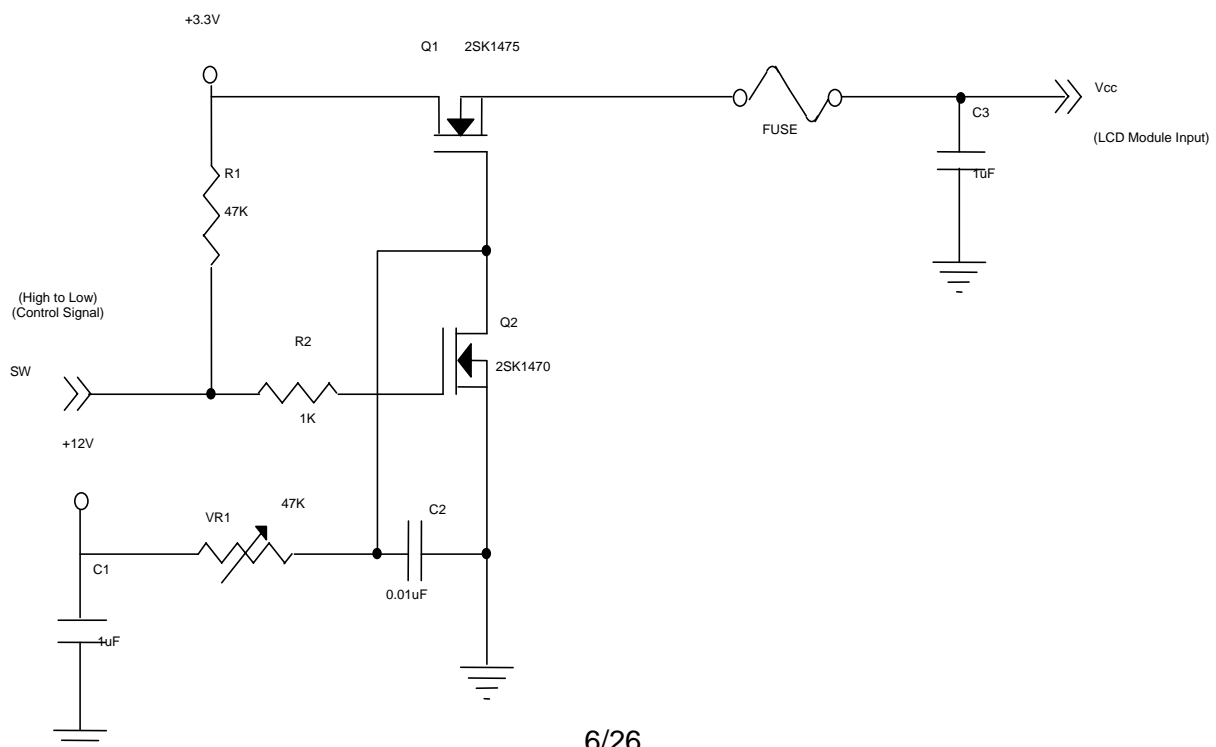 +3.3V
Q1 2SK1475
Vcc
C3
FUSE
(LCD Module Input)
1uF
R1
47K
(High to Low)
(Control Signal)
Q2
R2
SW
2SK1470
1K
+12V
47K
VR1
C2
C1
0.01uF
1uF
6/26